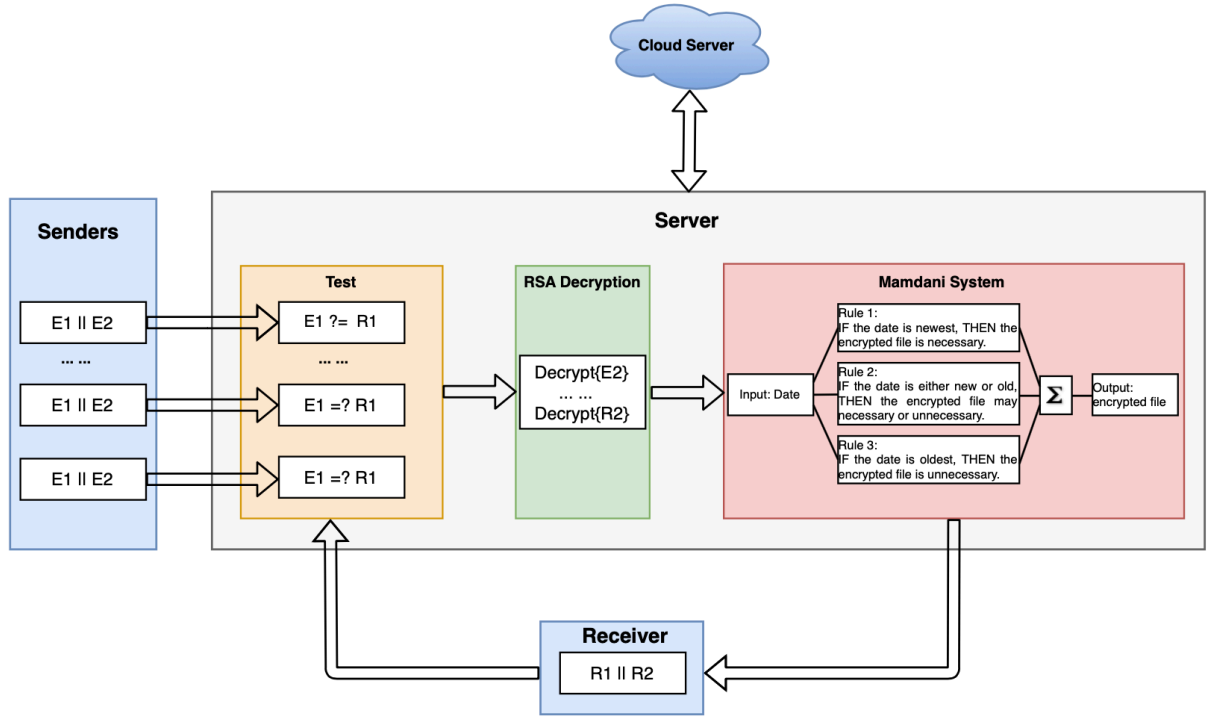 Cloud Server
Server
Senders
E1 ll E2
... ...
E1 ll E2
E1 ll E2
Test
E1 ?= R1
... ...
E1 =? R1
E1 =? R1
RSA Decryption
Decrypt{E2}
... ...
Decrypt{R2}
Mamdani System
Input: Date
Rule 1:
IF the date is newest, THEN the
encrypted file is necessary.
Rule 2:
IF the date is either new or old,
THEN the encrypted file may
necessary or unnecessary.
Rule 3:
IF the date is oldest, THEN the
encrypted file is unnecessary.
Σ
Output:
encrypted file
Receiver
R1 ll R2